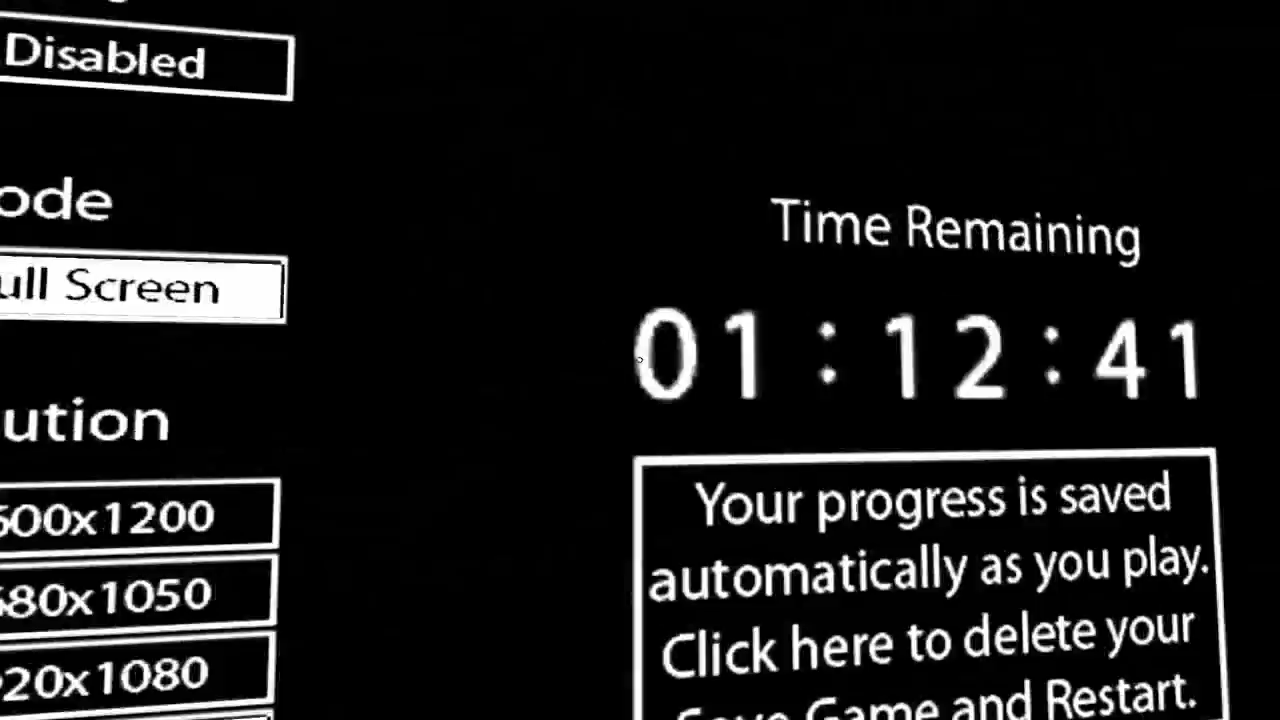 Disabled
ode
ull Screen
ution
600x1200
680x1050
920x1080
Time Remaining
01:12:41
Your progress is saved
automatically as you play.
Click here to delete your
Save Game and Restart.